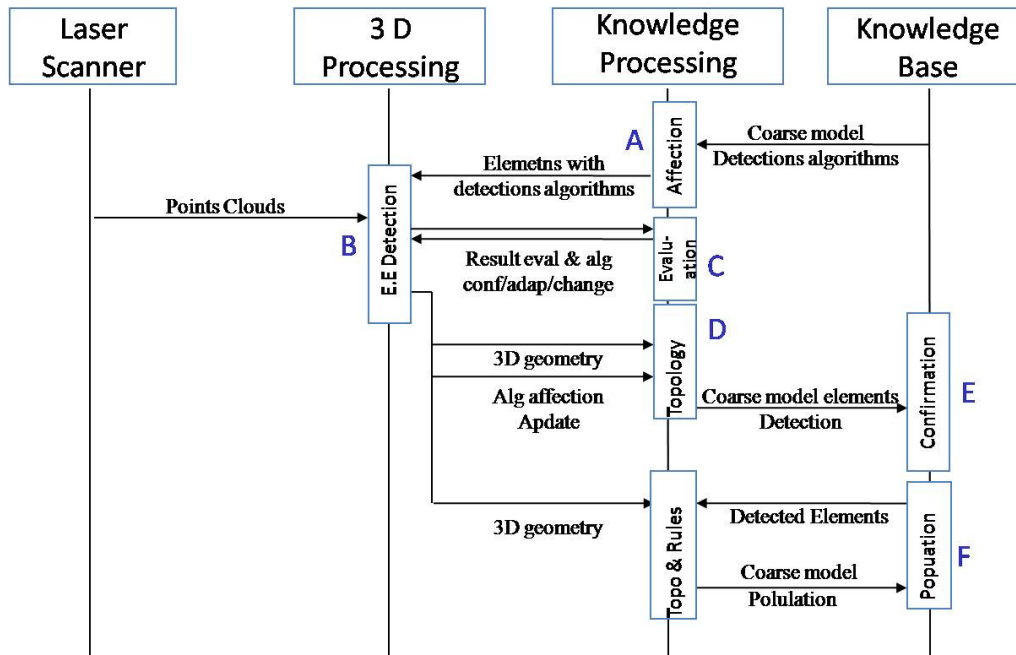 Laser
Scanner
3 D
Processing
Knowledge
Processing
Knowledge
Base
A
Affection
Coarse model
Detections algorithms
Elemetns with
detections algorithms
Points Clouds
B
E.E Detection
Result eval & alg
conf/adap/change
Evalu-
ation
C
D
Topology
3D geometry
Alg affection
Apdate
Coarse model elements
Detection
Confirmation
E
3D geometry
Topo & Rules
Detected Elements
Coarse model
Polulation
Popuation
F